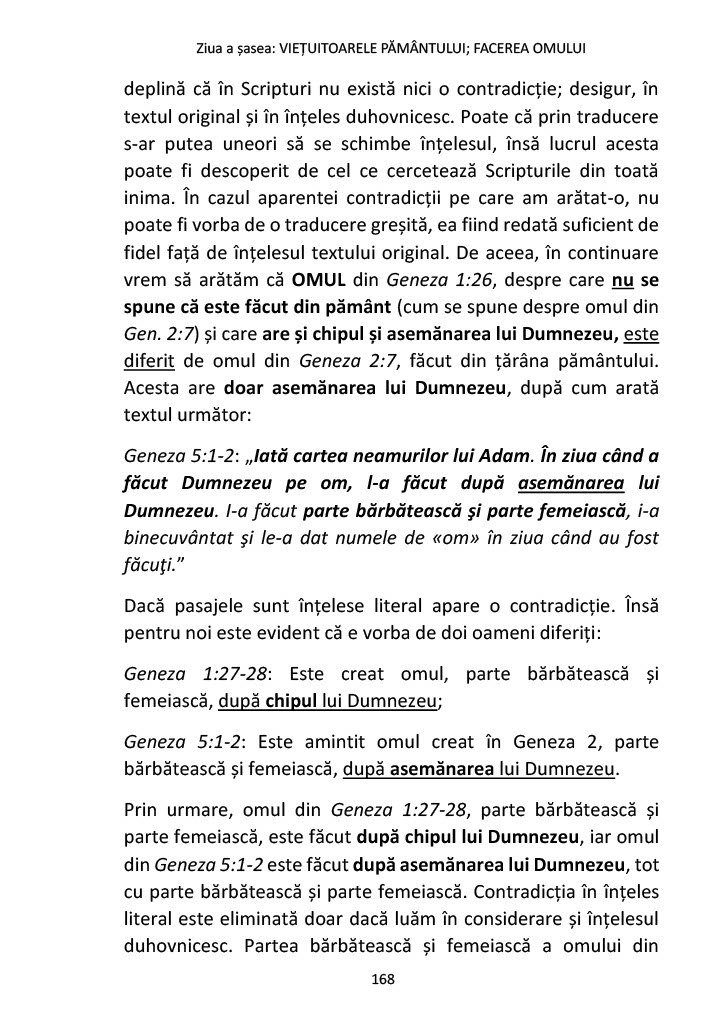 Ziua a șasea: VIEȚUITOARELE PĂMÂNTULUI; FACEREA OMULUI
deplină că în Scripturi nu există nici o contradicție; desigur, în
textul original și în înțeles duhovnicesc. Poate că prin traducere
s-ar putea uneori să se schimbe înțelesul, însă lucrul acesta
poate fi descoperit de cel ce cercetează Scripturile din toată
inima. În cazul aparentei contradicții pe care am arătat-o, nu
poate fi vorba de o traducere greșită, ea fiind redată suficient de
fidel față de înțelesul textului original. De aceea, în continuare
vrem să arătăm că OMUL din Geneza 1:26, despre care nu se
spune că este făcut din pământ (cum se spune despre omul din
Gen. 2:7) și care are și chipul și asemănarea lui Dumnezeu, este
diferit de omul din Geneza 2:7, făcut din țărâna pământului.
Acesta are doar asemănarea lui Dumnezeu, după cum arată
textul următor:
Geneza 5:1-2: „Iată cartea neamurilor lui Adam. În ziua când a
făcut Dumnezeu pe om, l-a făcut după asemănarea lui
Dumnezeu. I-a făcut parte bărbătească şi parte femeiască, i-a
binecuvântat şi le-a dat numele de «om» în ziua când au fost
făcuţi.”
Dacă pasajele sunt înțelese literal apare o contradicție. Însă
pentru noi este evident că e vorba de doi oameni diferiți:
Geneza 1:27-28: Este creat omul, parte bărbătească și
femeiască, după chipul lui Dumnezeu;
Geneza 5:1-2: Este amintit omul creat în Geneza 2, parte
bărbătească și femeiască, după asemănarea lui Dumnezeu.
Prin urmare, omul din Geneza 1:27-28, parte bărbătească și
parte femeiască, este făcut după chipul lui Dumnezeu, iar omul
din Geneza 5:1-2 este făcut după asemănarea lui Dumnezeu, tot
cu parte bărbătească și parte femeiască. Contradicția în înțeles
literal este eliminată doar dacă luăm în considerare și înțelesul
duhovnicesc. Partea bărbătească și femeiască a omului din
168